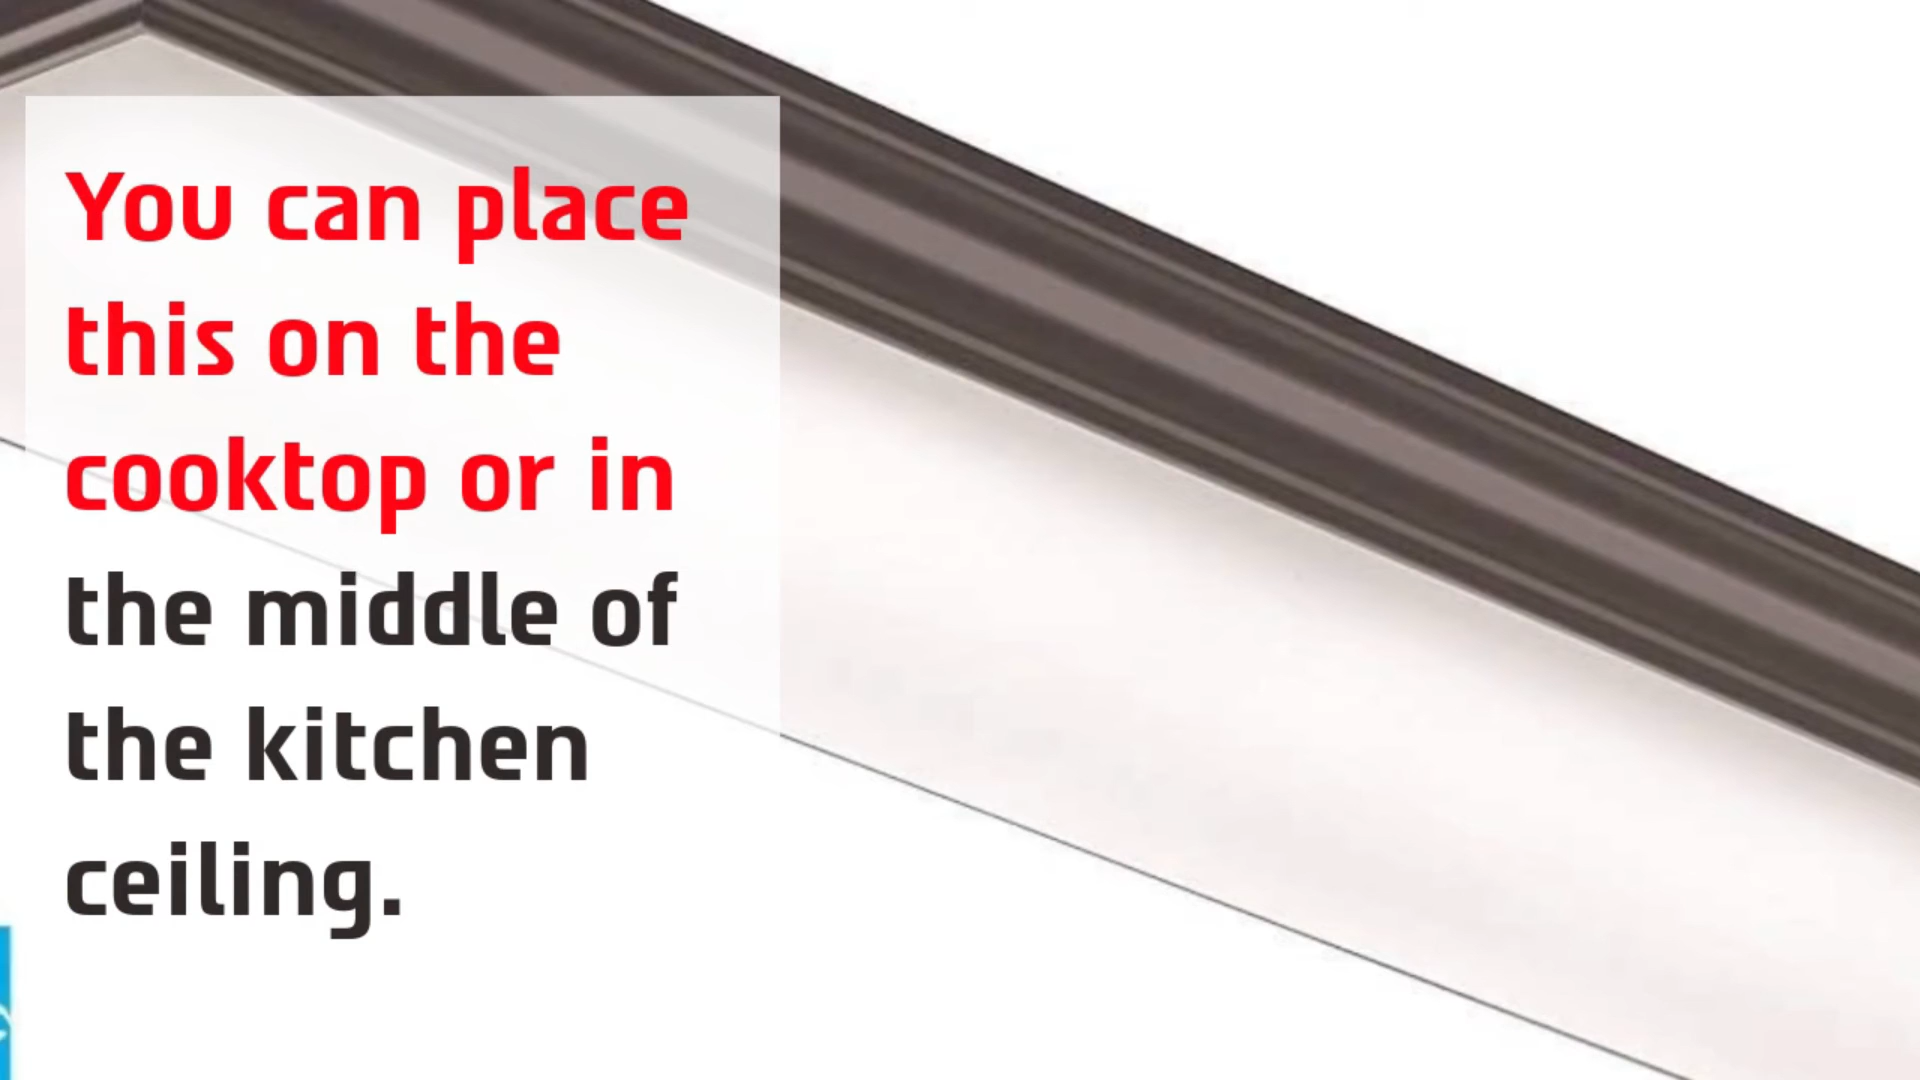 You can place
this on the
cooktop or in
the middle of
the kitchen
ceiling.